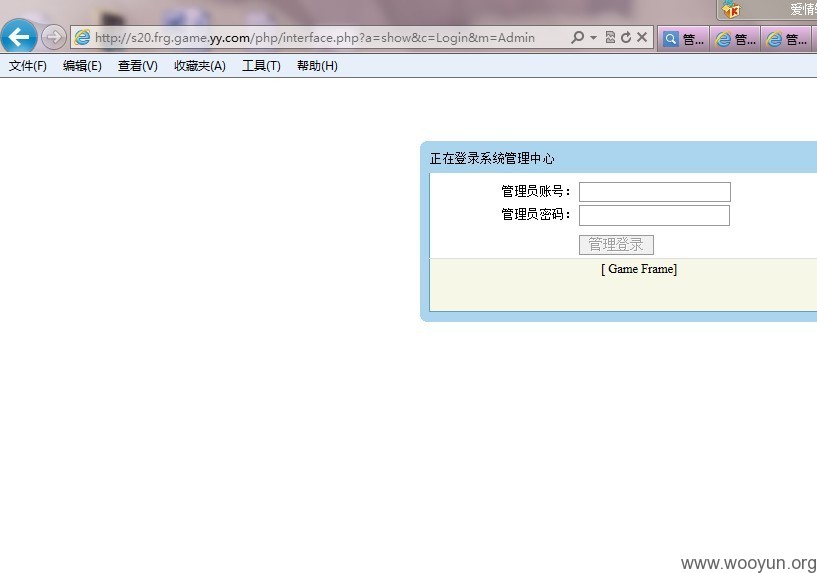 爱情
http://s20.frg.game.yy.com/php/interface.php?a=show&c=Login&m=Admin
管... 管... 管...
文件(F) 编辑(E) 查看(V) 收藏夹(A) 工具(T) 帮助(H)
正在登录系统管理中心
管理员账号：
管理员密码：
管理登录
[ Game Frame]
www.wooyun.org